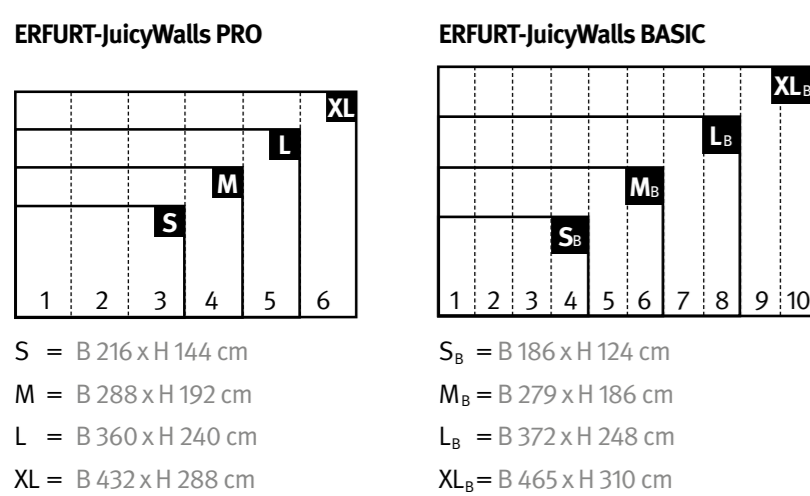 ERFURT-JuicyWalls PRO
XL
L
M
S
1 2 3 4 5 6
S = B 216 x H 144 cm
M = B 288 x H 192 cm
L = B 360 x H 240 cm
XL = B 432 x H 288 cm
ERFURT-JuicyWalls BASIC
XLB
LB
MB
SB
1 2 3 4 5 6 7 8 9 10
SB = B 186 x H 124 cm
MB = B 279 x H 186 cm
LB = B 372 x H 248 cm
XLB = B 465 x H 310 cm